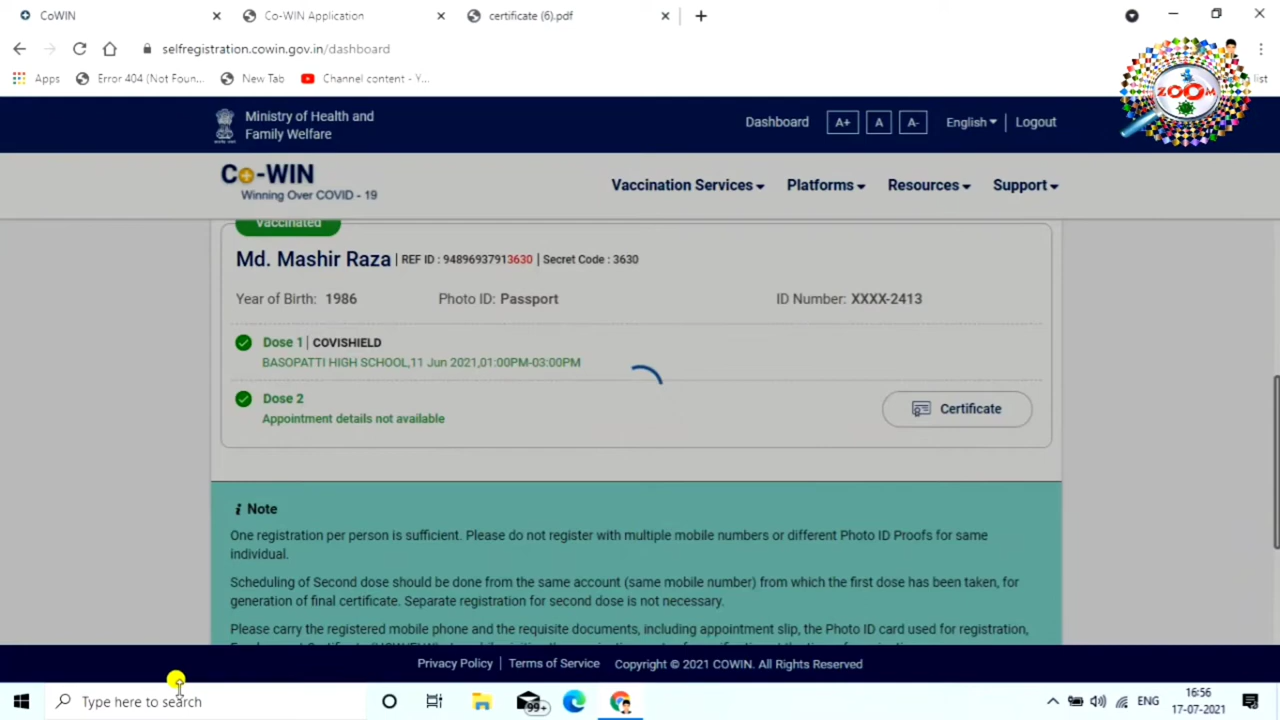 CoWIN
Co-WIN Application
certificate (6).pdf
selfregistration.cowin.gov.in/dashboard
Apps
Error 404 (Not Foun...
New Tab
Channel content - Y...
list
ZOOM
Ministry of Health and
Family Welfare
Dashboard A+ A A- English Logout
Co-WIN
Winning Over COVID - 19
Vaccination Services Platforms Resources Support
Vaccinated
Md. Mashir Raza | REF ID : 94896937913630 | Secret Code : 3630
Year of Birth: 1986 Photo ID: Passport ID Number: XXXX-2413
Dose 1 | COVISHIELD
BASOPATTI HIGH SCHOOL,11 Jun 2021,01:00PM-03:00PM
Dose 2
Appointment details not available
Certificate
i Note
One registration per person is sufficient. Please do not register with multiple mobile numbers or different Photo ID Proofs for same
individual.
Scheduling of Second dose should be done from the same account (same mobile number) from which the first dose has been taken, for
generation of final certificate. Separate registration for second dose is not necessary.
Please carry the registered mobile phone and the requisite documents, including appointment slip, the Photo ID card used for registration,
Privacy Policy | Terms of Service Copyright © 2021 COWIN. All Rights Reserved
Type here to search
99+
ENG
16:56
17-07-2021